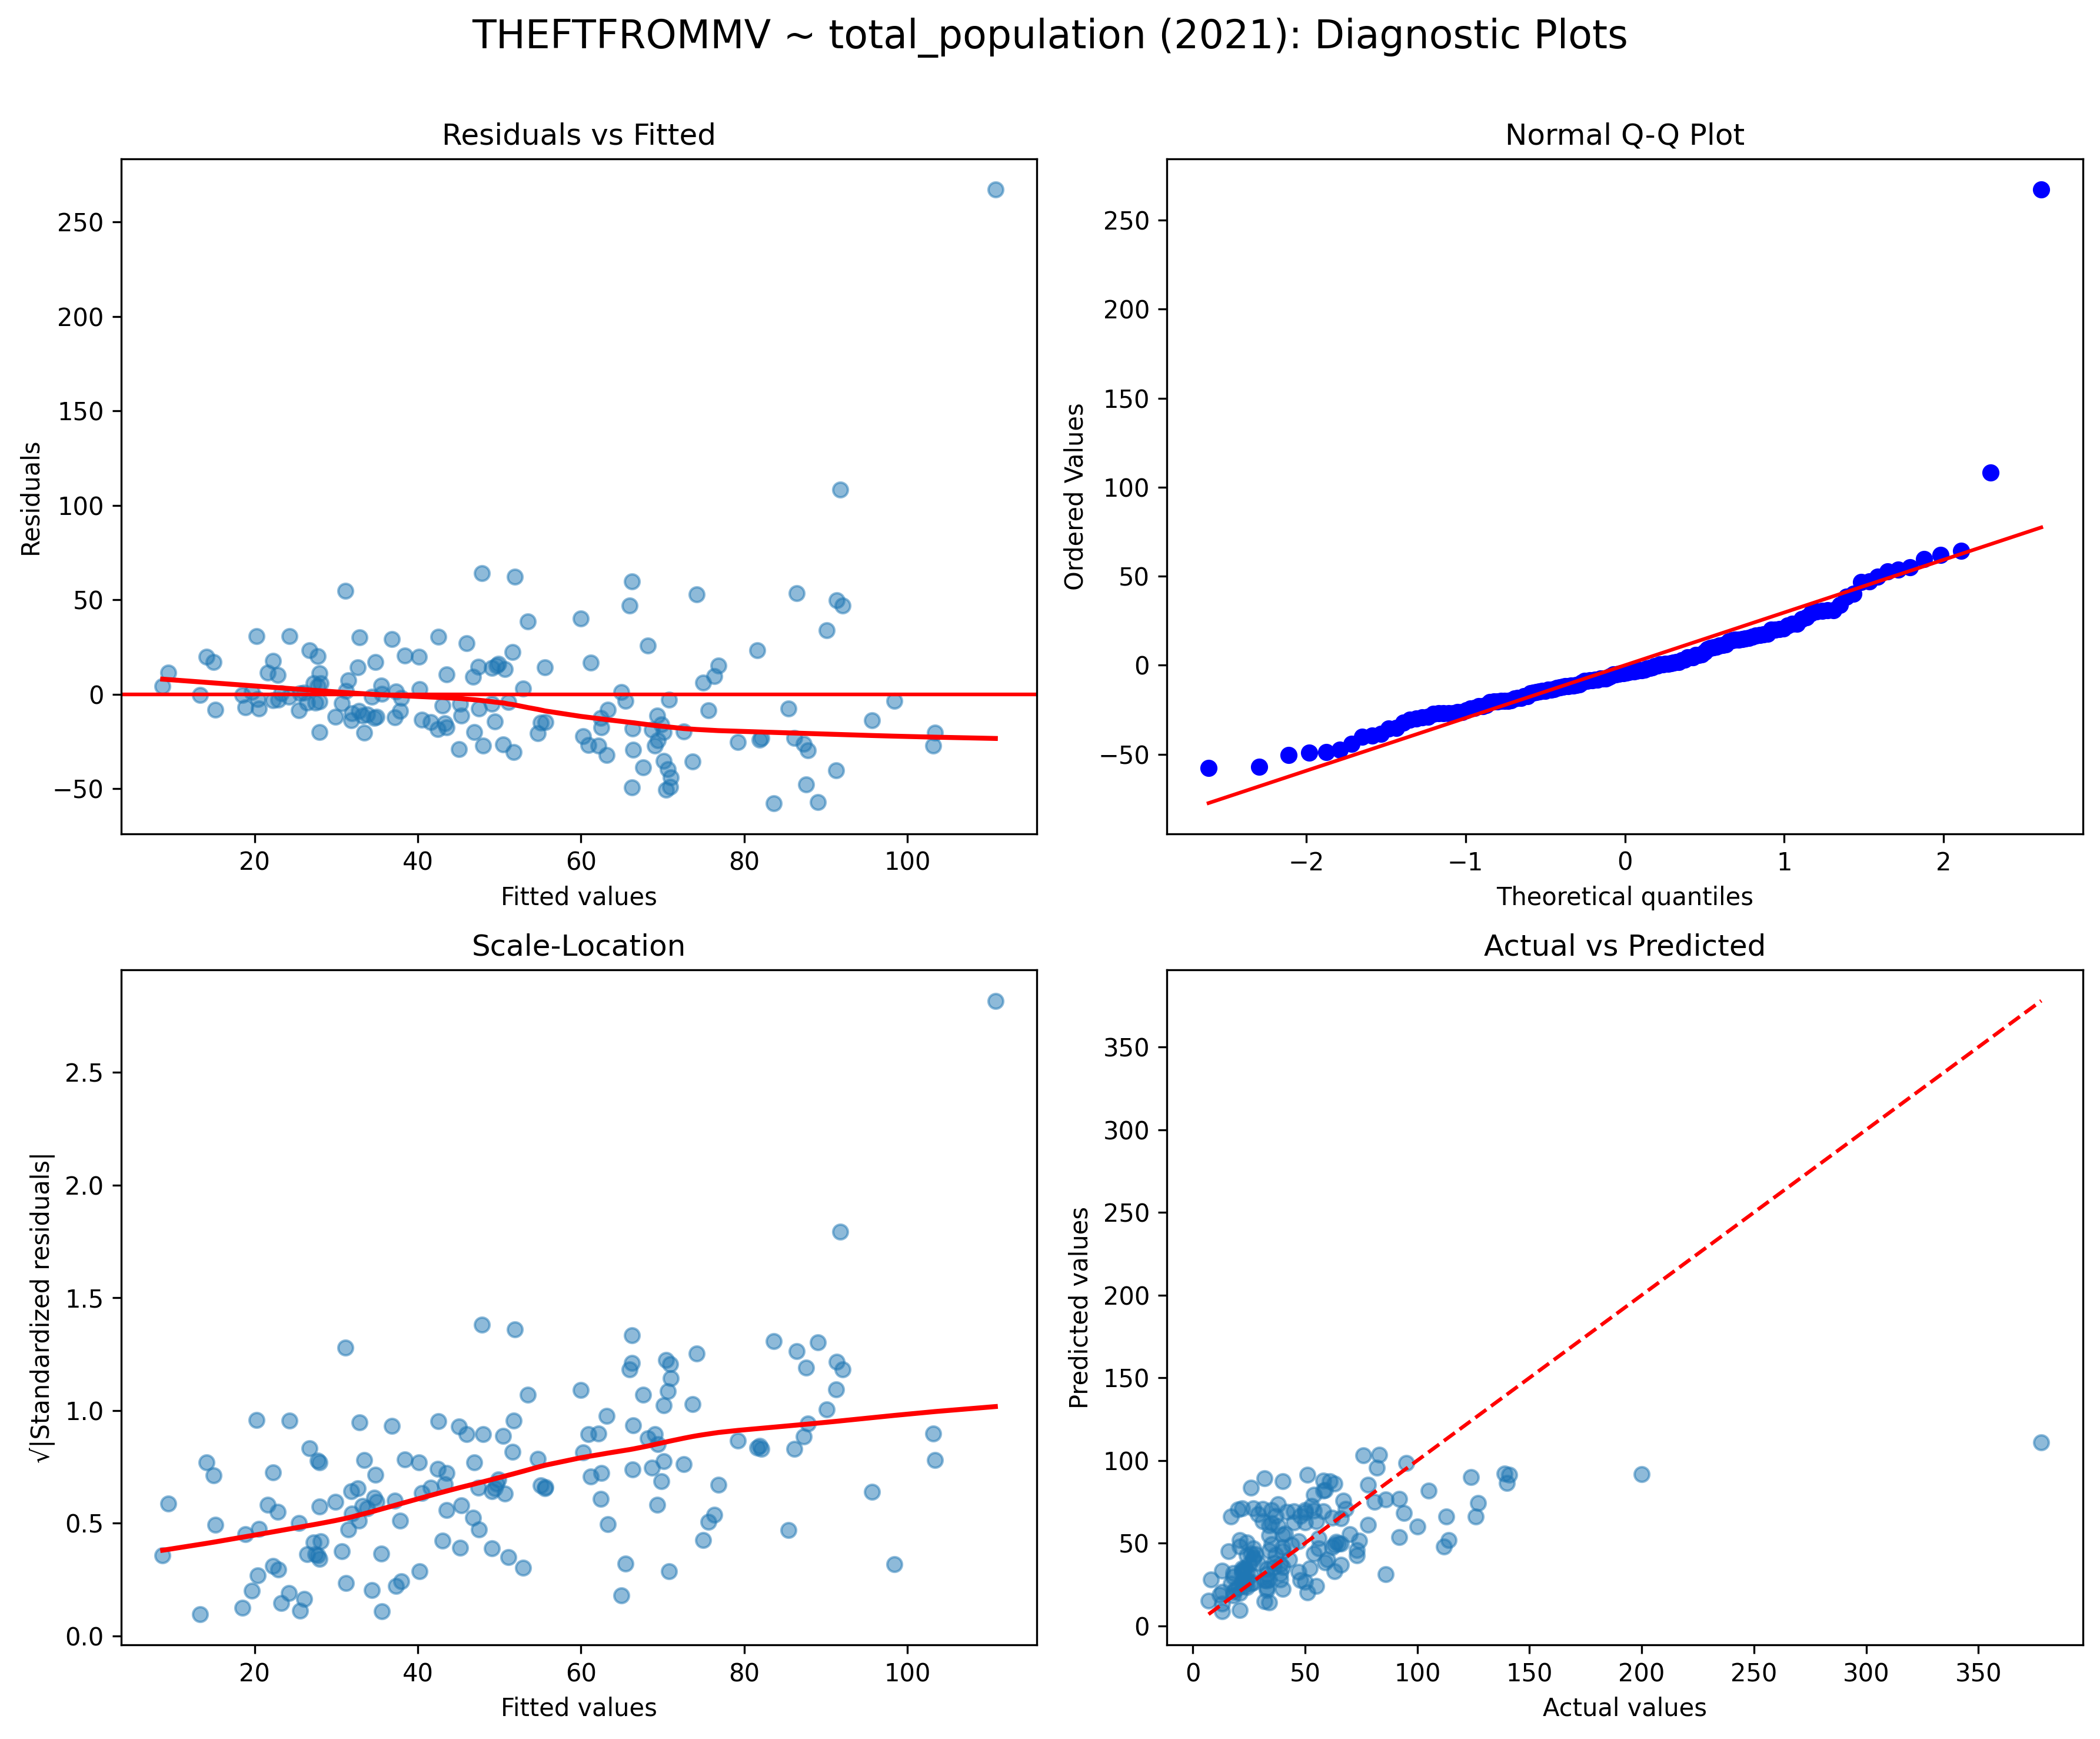 THEFTFROMMV ~ total_population (2021): Diagnostic Plots
Residuals vs Fitted
250
200
150
100
50
0
−50
Residuals
20 40 60 80 100
Fitted values
Normal Q-Q Plot
250
200
150
100
50
0
−50
Ordered Values
−2 −1 0 1 2
Theoretical quantiles
Scale-Location
2.5
2.0
1.5
1.0
0.5
0.0
√|Standardized residuals|
20 40 60 80 100
Fitted values
Actual vs Predicted
350
300
250
200
150
100
50
0
Predicted values
0 50 100 150 200 250 300 350
Actual values